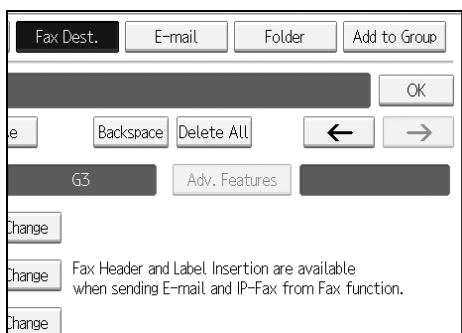 Fax Dest. E-mail Folder Add to Group
OK
e Backspace Delete All ← →
G3 Adv. Features
Change
Change Fax Header and Label Insertion are available
when sending E-mail and IP-Fax from Fax function.
Change